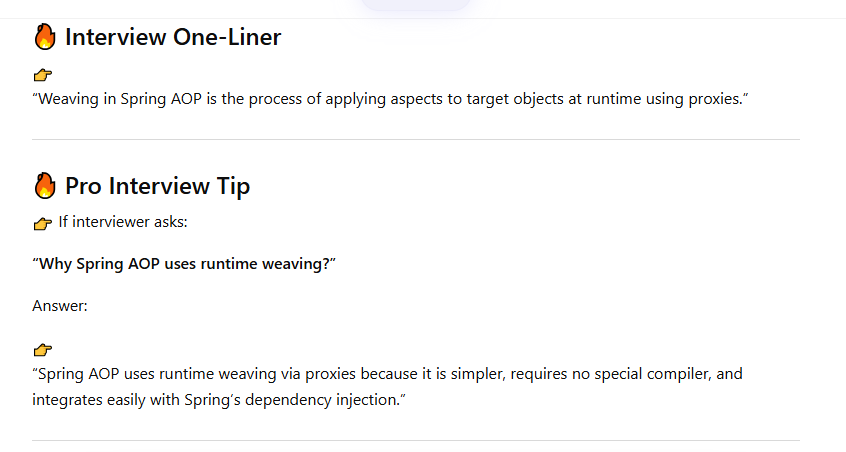 🔥 Interview One-Liner
👉
“Weaving in Spring AOP is the process of applying aspects to target objects at runtime using proxies.”
🔥 Pro Interview Tip
👉 If interviewer asks:
“Why Spring AOP uses runtime weaving?”
Answer:
👉
“Spring AOP uses runtime weaving via proxies because it is simpler, requires no special compiler, and
integrates easily with Spring’s dependency injection.”